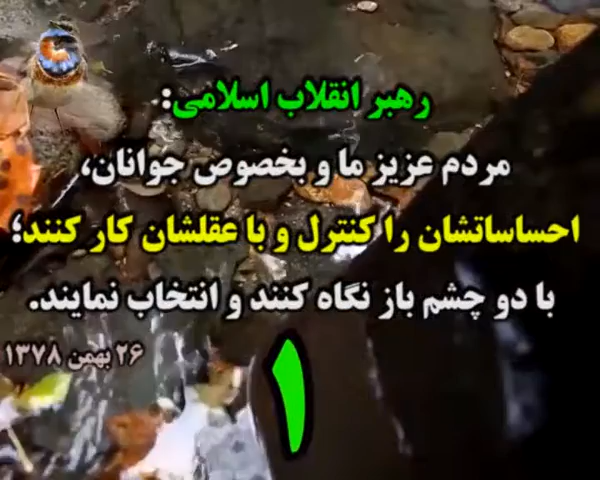 رهبر انقلاب اسلامی:
مردم عزیز ما و بخصوص جوانان،
احساساتشان را کنترل و با عقلشان کار کنند؛
با دو چشم باز نگاه کنند و انتخاب نمایند.
۲۶ بهمن ۱۳۷۸
۱